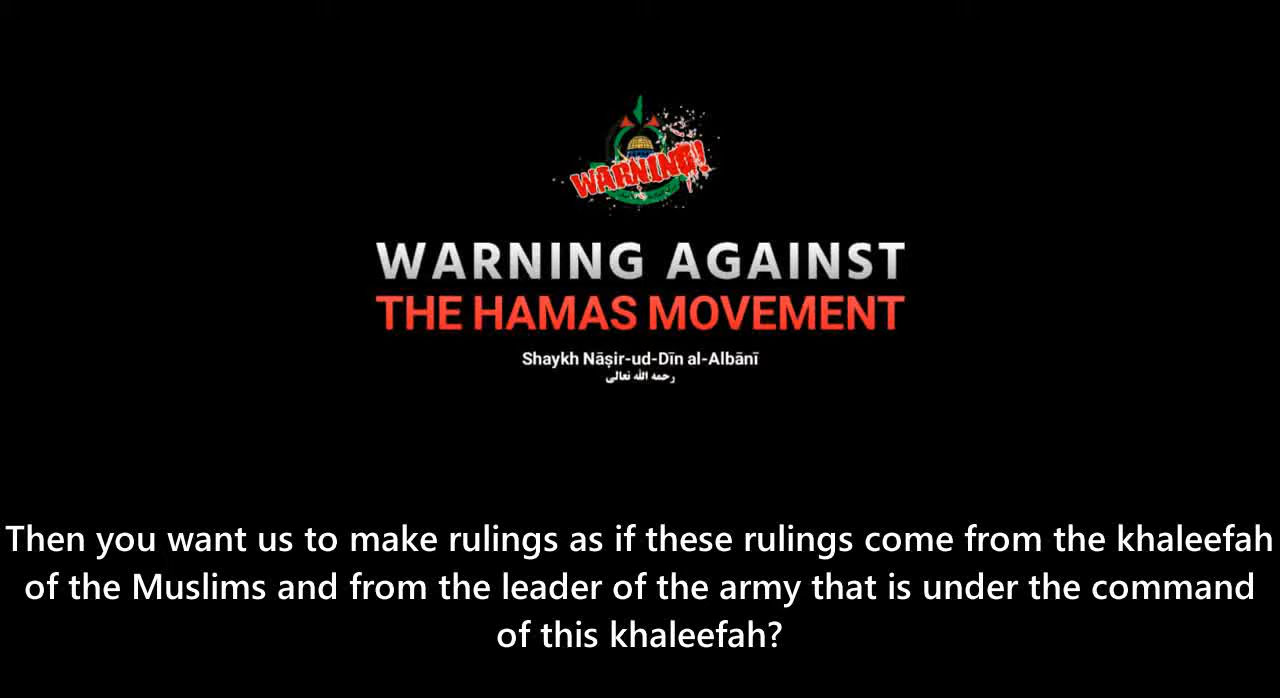 WARNING!
WARNING AGAINST
THE HAMAS MOVEMENT
Shaykh Nāṣir-ud-Dīn al-Albānī
رحمه الله تعالى
Then you want us to make rulings as if these rulings come from the khaleefah
of the Muslims and from the leader of the army that is under the command
of this khaleefah?